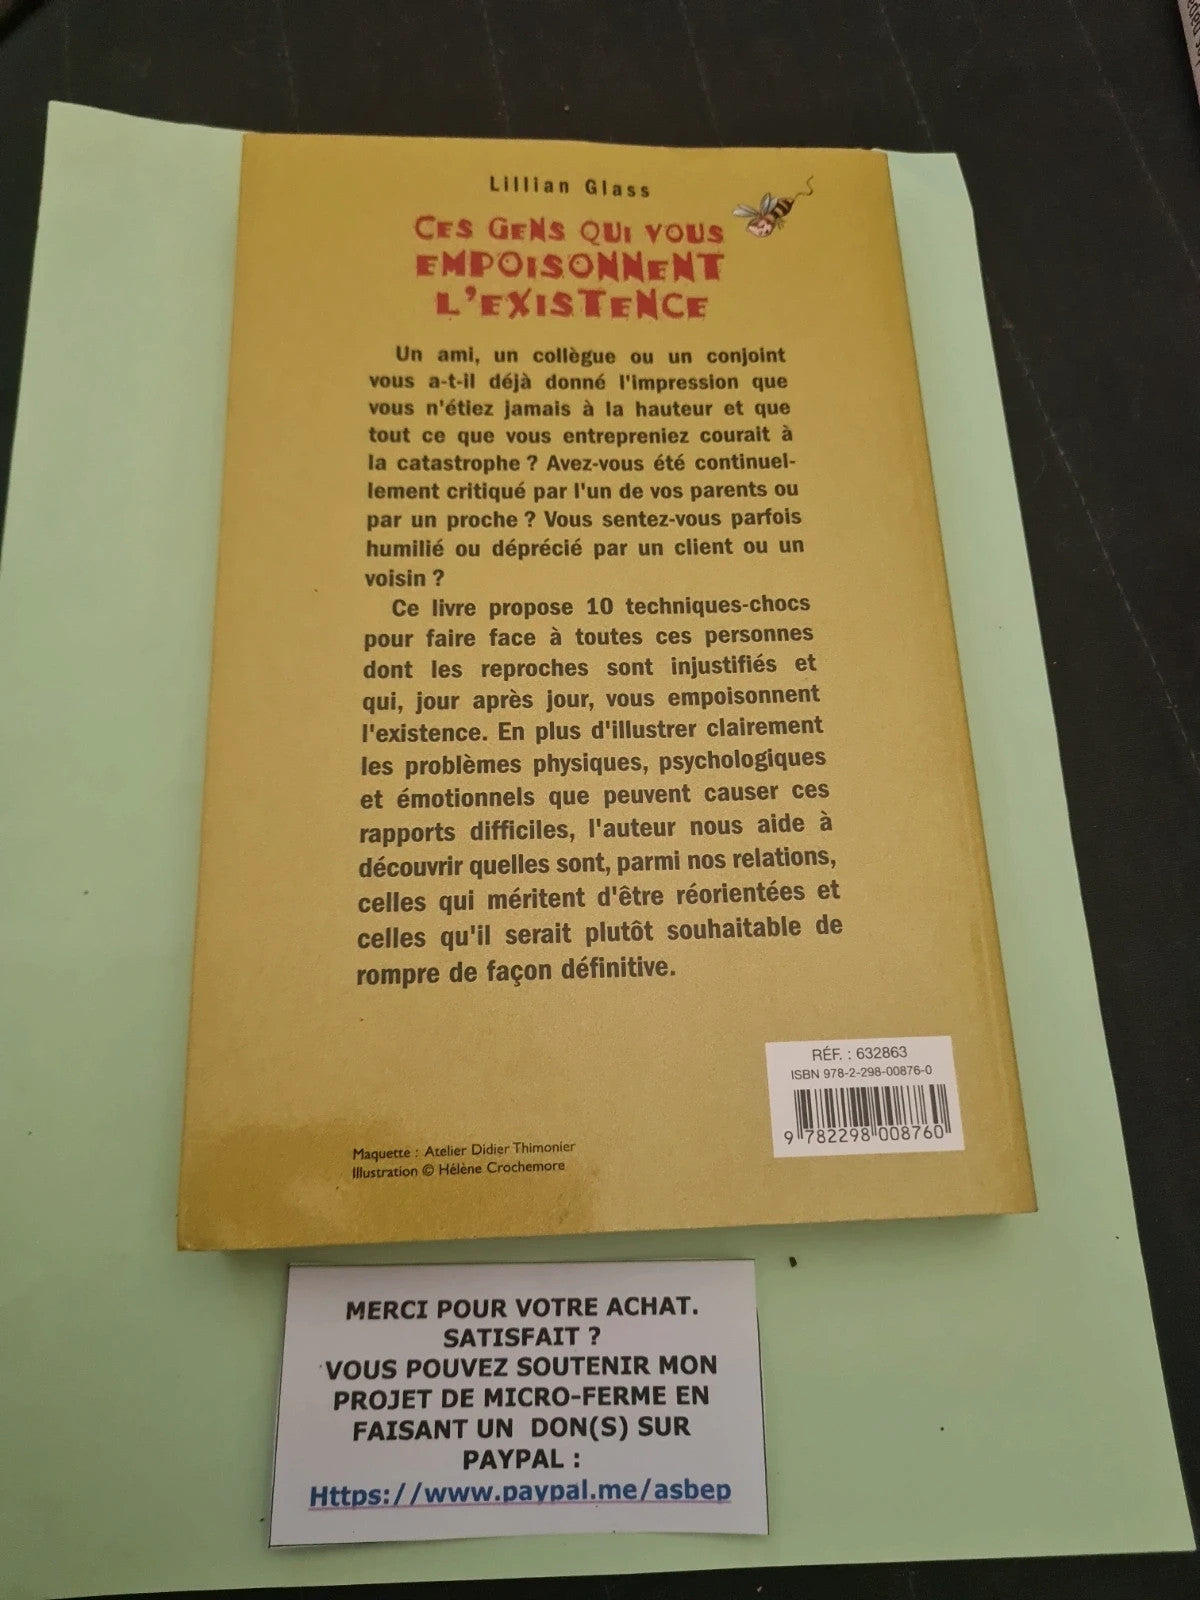 Lillian Glass
CES GENS QUI VOUS
EMPOISONNENT
L'EXISTENCE
Un ami, un collègue ou un conjoint
vous a-t-il déjà donné l'impression que
vous n'étiez jamais à la hauteur et que
tout ce que vous entrepreniez courait à
la catastrophe ? Avez-vous été continuel-
lement critiqué par l'un de vos parents ou
par un proche ? Vous sentez-vous parfois
humilié ou déprécié par un client ou un
voisin ?
Ce livre propose 10 techniques-chocs
pour faire face à toutes ces personnes
dont les reproches sont injustifiés et
qui, jour après jour, vous empoisonnent
l'existence. En plus d'illustrer clairement
les problèmes physiques, psychologiques
et émotionnels que peuvent causer ces
rapports difficiles, l'auteur nous aide à
découvrir quelles sont, parmi nos relations,
celles qui méritent d'être réorientées et
celles qu'il serait plutôt souhaitable de
rompre de façon définitive.
RÉF. : 632863
ISBN 978-2-298-00876-0
9 782298 008760
Maquette : Atelier Didier Thimonier
Illustration © Hélène Crochemore
MERCI POUR VOTRE ACHAT.
SATISFAIT ?
VOUS POUVEZ SOUTENIR MON
PROJET DE MICRO-FERME EN
FAISANT UN DON(S) SUR
PAYPAL :
Https://www.paypal.me/asbep